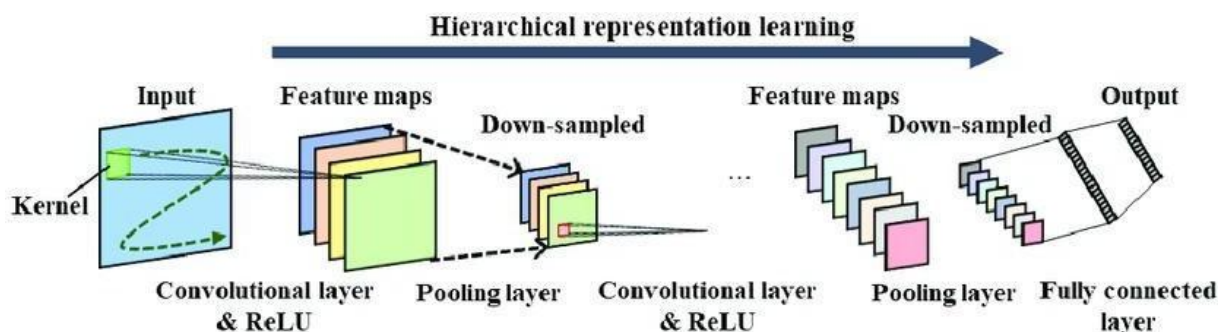 Hierarchical representation learning
Input
Feature maps
Down-sampled
Feature maps
Down-sampled
Output
Kernel
...
Convolutional layer
& ReLU
Pooling layer
Convolutional layer
& ReLU
Pooling layer
Fully connected
layer